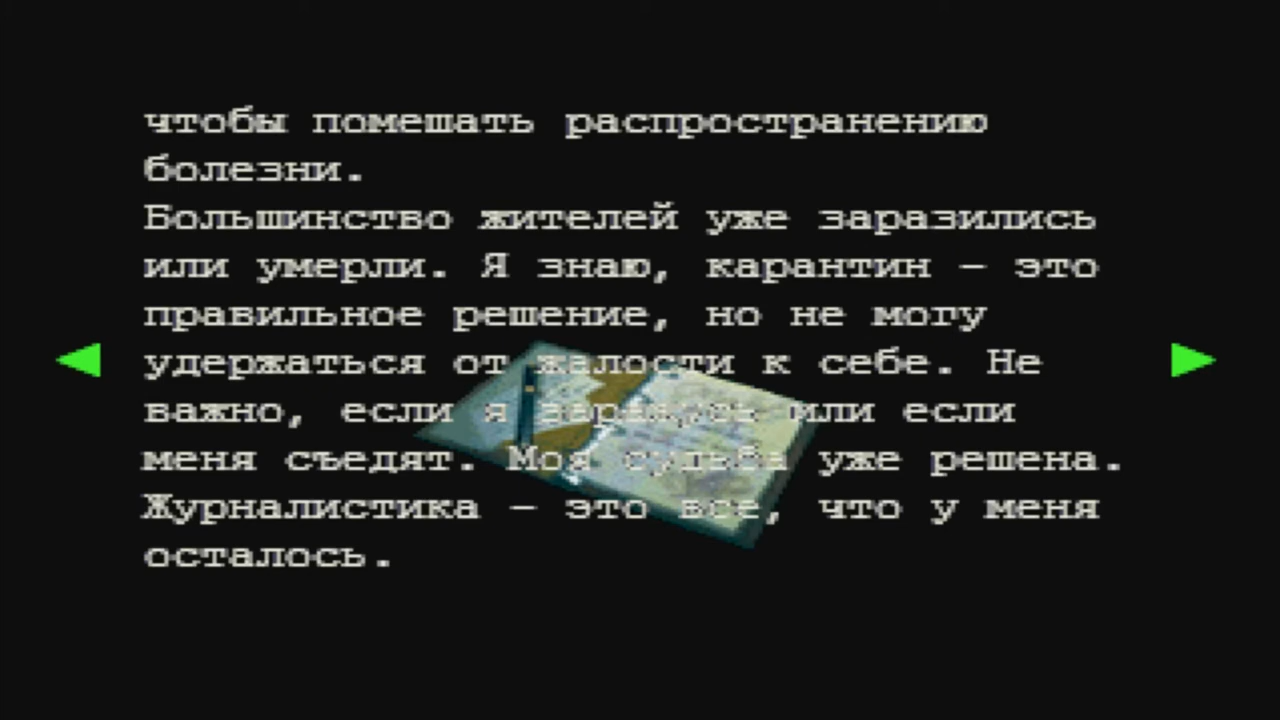 чтобы помешать распространению
болезни.
Большинство жителей уже заразились
или умерли. Я знаю, карантин – это
правильное решение, но не могу
удержаться от жалости к себе. Не
важно, если я заражусь или если
меня съедят. Моя судьба уже решена.
Журналистика – это все, что у меня
осталось.